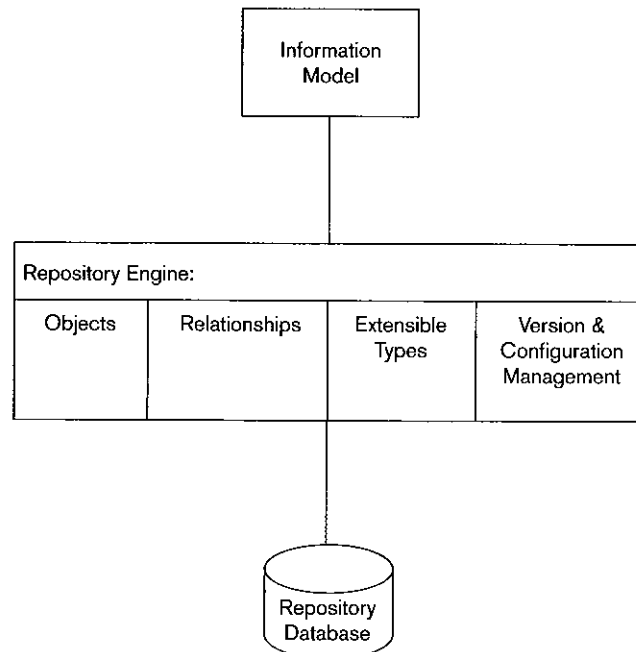 Information
Model
Repository Engine:
Objects
Relationships
Extensible
Types
Version &
Configuration
Management
Repository
Database